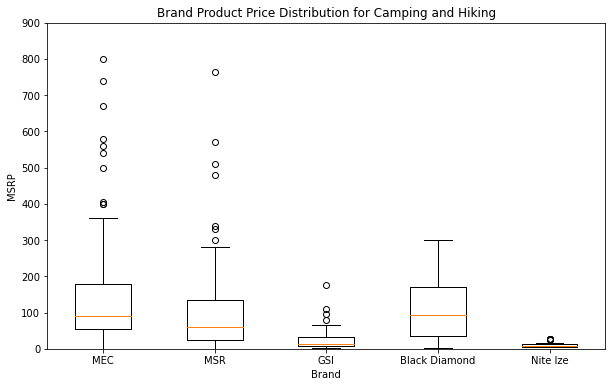 Brand Product Price Distribution for Camping and Hiking
900
800
700
600
500
400
300
200
100
0
MSRP
MEC
MSR
GSI
Black Diamond
Nite Ize
Brand